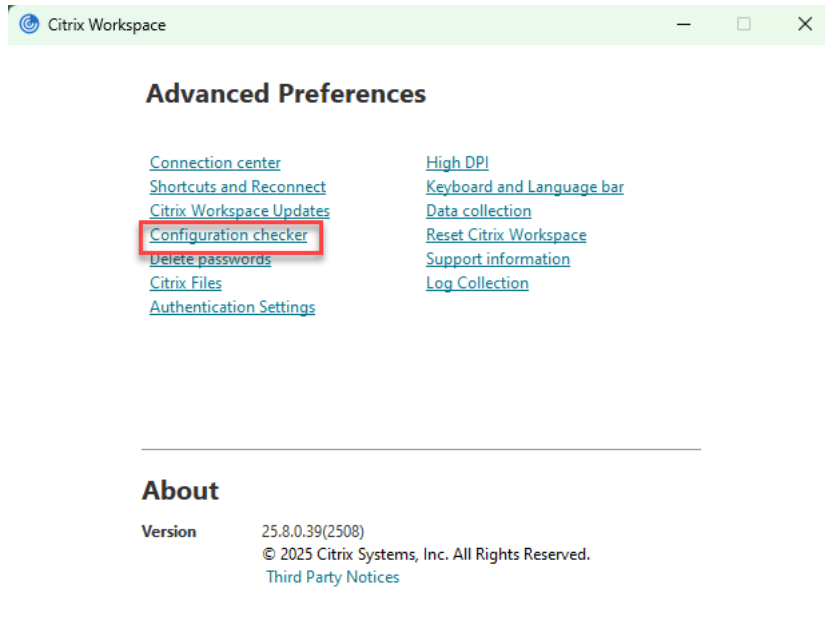 Citrix Workspace
Advanced Preferences
Connection center
Shortcuts and Reconnect
Citrix Workspace Updates
Configuration checker
Delete passwords
Citrix Files
Authentication Settings
High DPI
Keyboard and Language bar
Data collection
Reset Citrix Workspace
Support information
Log Collection
About
Version 25.8.0.39(2508)
© 2025 Citrix Systems, Inc. All Rights Reserved.
Third Party Notices